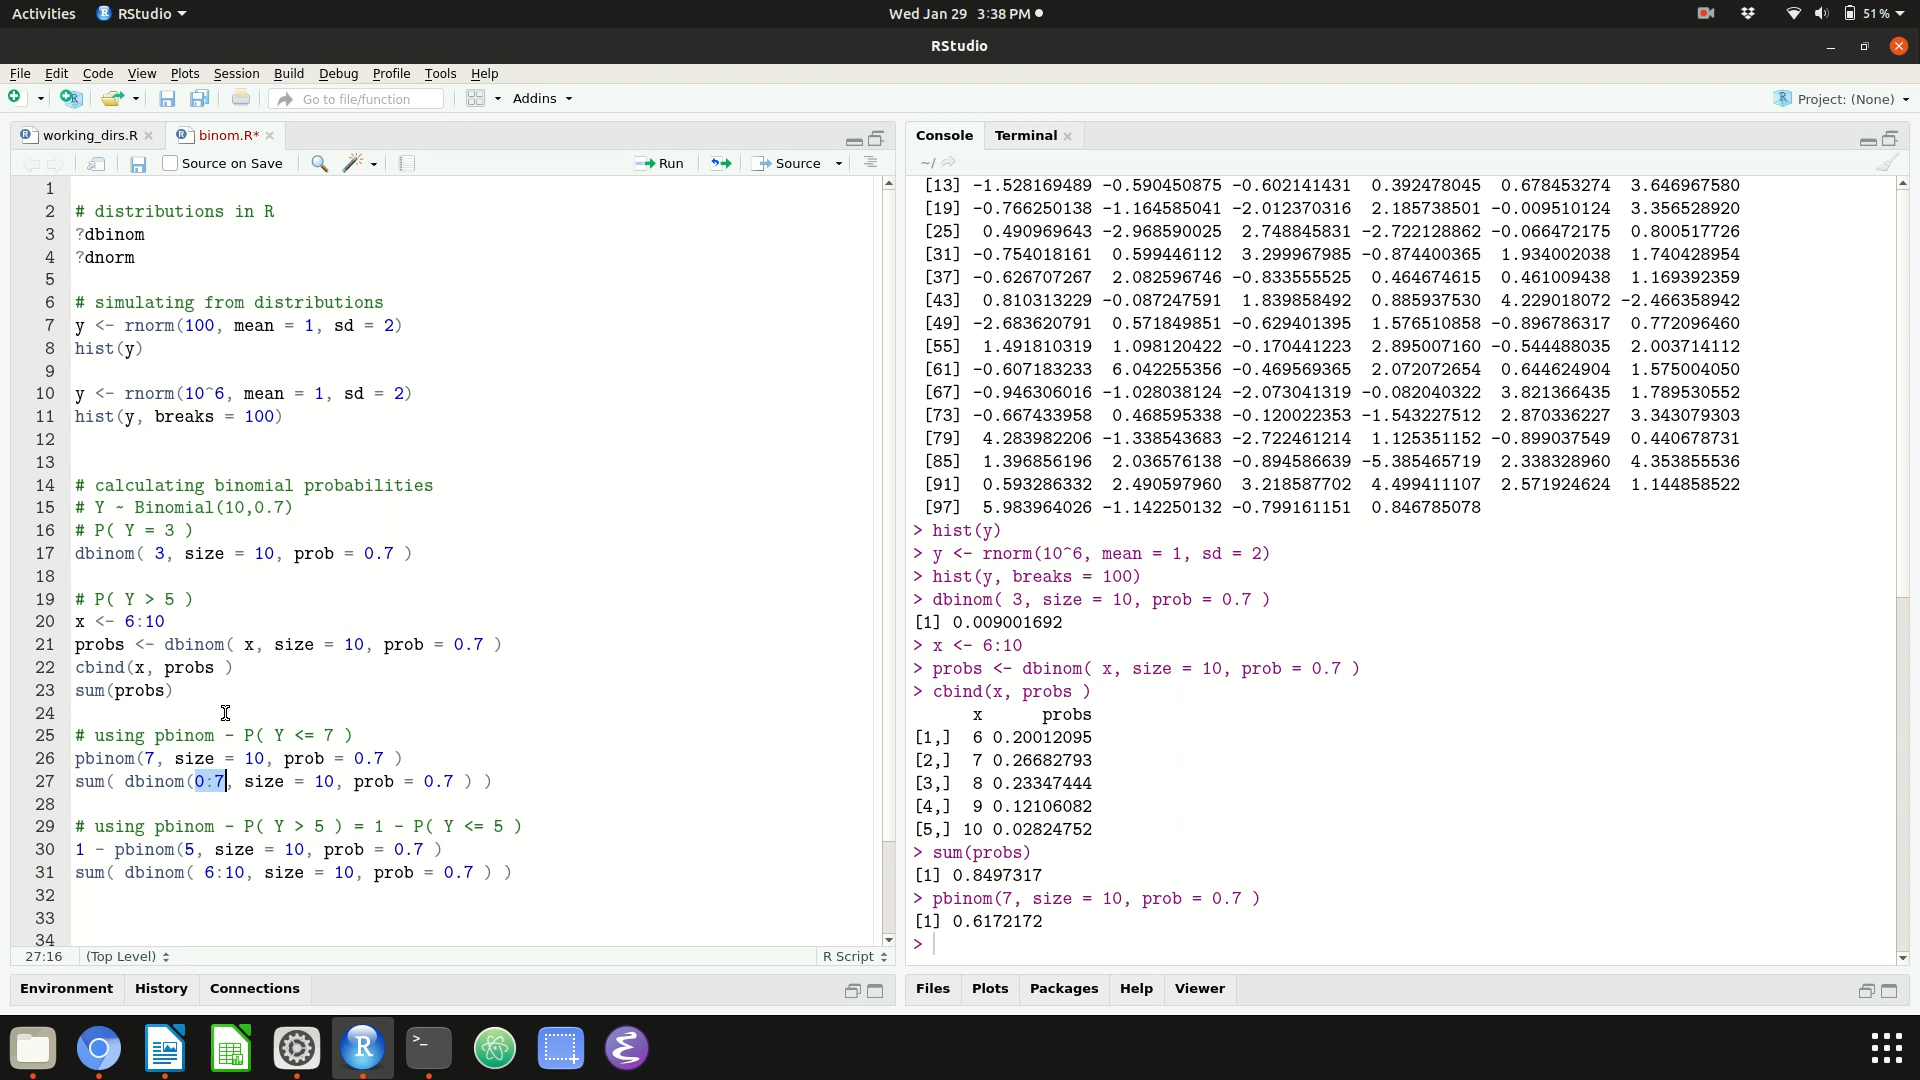 Activities RStudio Wed Jan 29 3:38 PM 51%
RStudio
File Edit Code View Plots Session Build Debug Profile Tools Help
Go to file/function Addins Project: (None)
working_dirs.R binom.R*
Source on Save Run Source
1
2 # distributions in R
3 ?dbinom
4 ?dnorm
5
6 # simulating from distributions
7 y <- rnorm(100, mean = 1, sd = 2)
8 hist(y)
9
10 y <- rnorm(10^6, mean = 1, sd = 2)
11 hist(y, breaks = 100)
12
13
14 # calculating binomial probabilities
15 # Y ~ Binomial(10,0.7)
16 # P( Y = 3 )
17 dbinom( 3, size = 10, prob = 0.7 )
18
19 # P( Y > 5 )
20 x <- 6:10
21 probs <- dbinom( x, size = 10, prob = 0.7 )
22 cbind(x, probs )
23 sum(probs)
24
25 # using pbinom - P( Y <= 7 )
26 pbinom(7, size = 10, prob = 0.7 )
27 sum( dbinom(0:7, size = 10, prob = 0.7 ) )
28
29 # using pbinom - P( Y > 5 ) = 1 - P( Y <= 5 )
30 1 - pbinom(5, size = 10, prob = 0.7 )
31 sum( dbinom( 6:10, size = 10, prob = 0.7 ) )
32
33
34
27:16 (Top Level) R Script
Environment History Connections
Console Terminal
~/
[13] -1.528169489 -0.590450875 -0.602141431 0.392478045 0.678453274 3.646967580
[19] -0.766250138 -1.164585041 -2.012370316 2.185738501 -0.009510124 3.356528920
[25] 0.490969643 -2.968590025 2.748845831 -2.722128862 -0.066472175 0.800517726
[31] -0.754018161 0.599446112 3.299967985 -0.874400365 1.934002038 1.740428954
[37] -0.626707267 2.082596746 -0.833555525 0.464674615 0.461009438 1.169392359
[43] 0.810313229 -0.087247591 1.839858492 0.885937530 4.229018072 -2.466358942
[49] -2.683620791 0.571849851 -0.629401395 1.576510858 -0.896786317 0.772096460
[55] 1.491810319 1.098120422 -0.170441223 2.895007160 -0.544488035 2.003714112
[61] -0.607183233 6.042255356 -0.469569365 2.072072654 0.644624904 1.575004050
[67] -0.946306016 -1.028038124 -2.073041319 -0.082040322 3.821366435 1.789530552
[73] -0.667433958 0.468595338 -0.120022353 -1.543227512 2.870336227 3.343079303
[79] 4.283982206 -1.338543683 -2.722461214 1.125351152 -0.899037549 0.440678731
[85] 1.396856196 2.036576138 -0.894586639 -5.385465719 2.338328960 4.353855536
[91] 0.593286332 2.490597960 3.218587702 4.499411107 2.571924624 1.144858522
[97] 5.983964026 -1.142250132 -0.799161151 0.846785078
> hist(y)
> y <- rnorm(10^6, mean = 1, sd = 2)
> hist(y, breaks = 100)
> dbinom( 3, size = 10, prob = 0.7 )
[1] 0.009001692
> x <- 6:10
> probs <- dbinom( x, size = 10, prob = 0.7 )
> cbind(x, probs )
x probs
[1,] 6 0.20012095
[2,] 7 0.26682793
[3,] 8 0.23347444
[4,] 9 0.12106082
[5,] 10 0.02824752
> sum(probs)
[1] 0.8497317
> pbinom(7, size = 10, prob = 0.7 )
[1] 0.6172172
>
Files Plots Packages Help Viewer